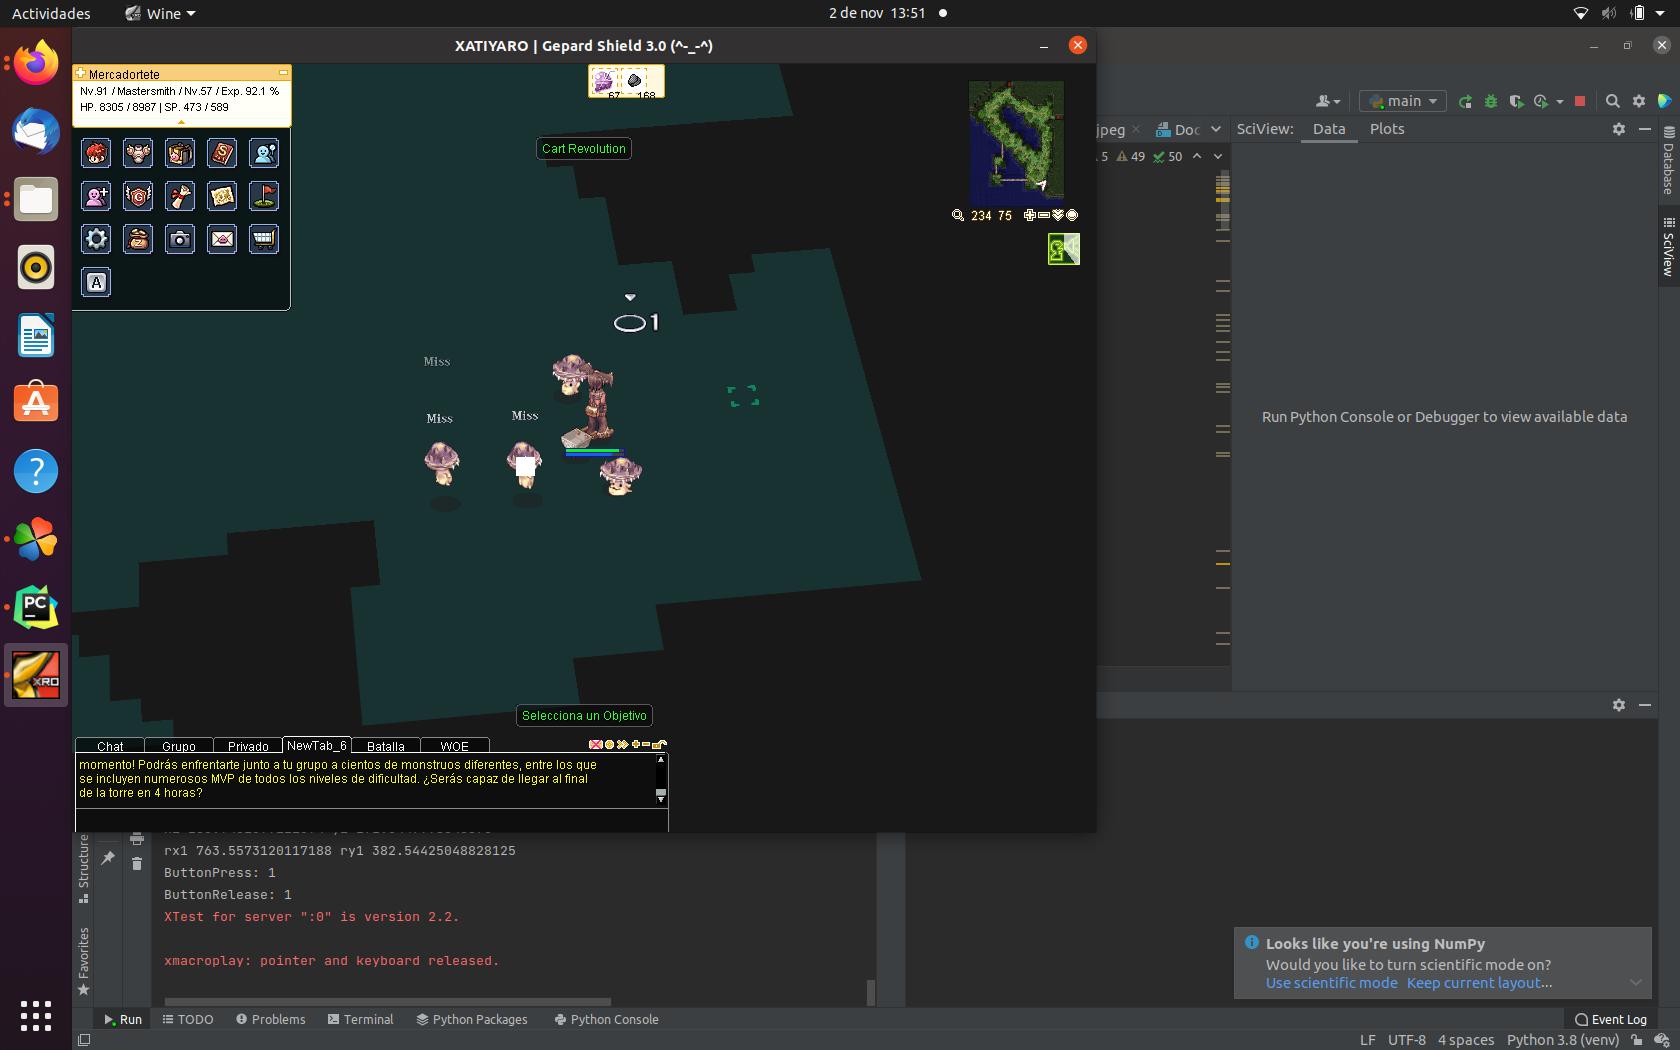 Actividades
Wine
2 de nov 13:51
XATIYARO | Gepard Shield 3.0 (^-_-^)
Mercadortete
Nv.91 / Mastersmith / Nv.57 / Exp. 92.1 %
HP. 8305 / 8987 | SP. 473 / 589
67 168
Cart Revolution
234 75
A
1
Miss
Miss
Miss
Selecciona un Objetivo
Chat
Grupo
Privado
NewTab_6
Batalla
WOE
momento! Podrás enfrentarte junto a tu grupo a cientos de monstruos diferentes, entre los que
se incluyen numerosos MVP de todos los niveles de dificultad. ¿Serás capaz de llegar al final
de la torre en 4 horas?
main
jpeg
Doc
SciView:
Data
Plots
5
49
50
Database
SciView
Run Python Console or Debugger to view available data
PC
XRO
Structure
Favorites
rx1 763.5573120117188 ry1 382.54425048828125
ButtonPress: 1
ButtonRelease: 1
XTest for server ":0" is version 2.2.
xmacroplay: pointer and keyboard released.
Looks like you're using NumPy
Would you like to turn scientific mode on?
Use scientific mode Keep current layout...
Run
TODO
Problems
Terminal
Python Packages
Python Console
Event Log
LF UTF-8 4 spaces Python 3.8 (venv)